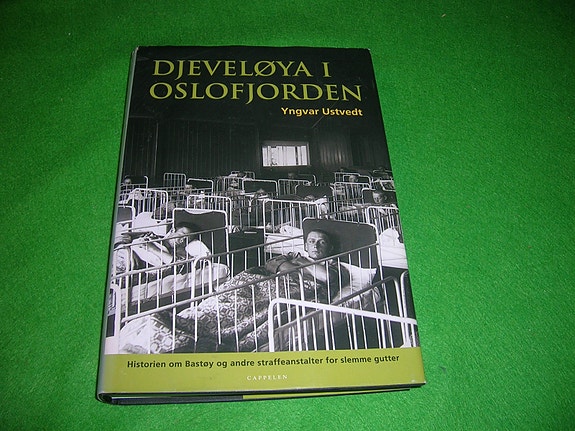 DJEVELØYA I
OSLOFJORDEN
Yngvar Ustvedt
Historien om Bastøy og andre straffeanstalter for slemme gutter
CAPPELEN